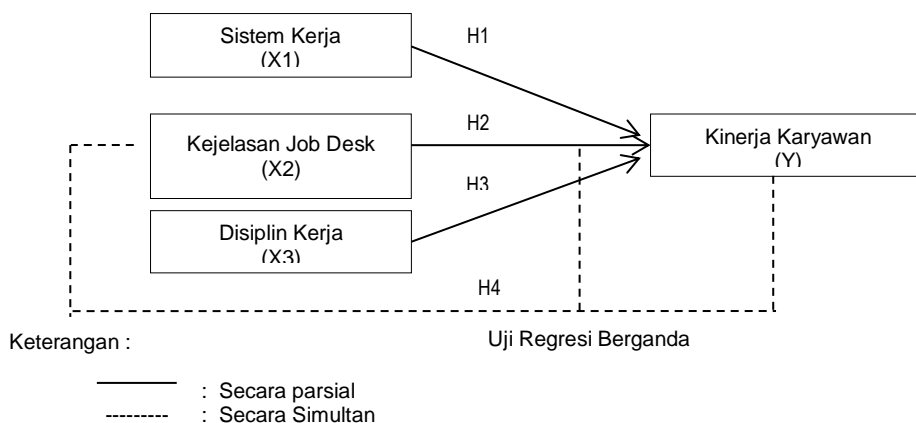 Sistem Kerja
(X1)
H1
Kejelasan Job Desk
(X2)
H2
Kinerja Karyawan
(Y)
H3
Disiplin Kerja
(X3)
H4
Keterangan :
Uji Regresi Berganda
: Secara parsial
: Secara Simultan